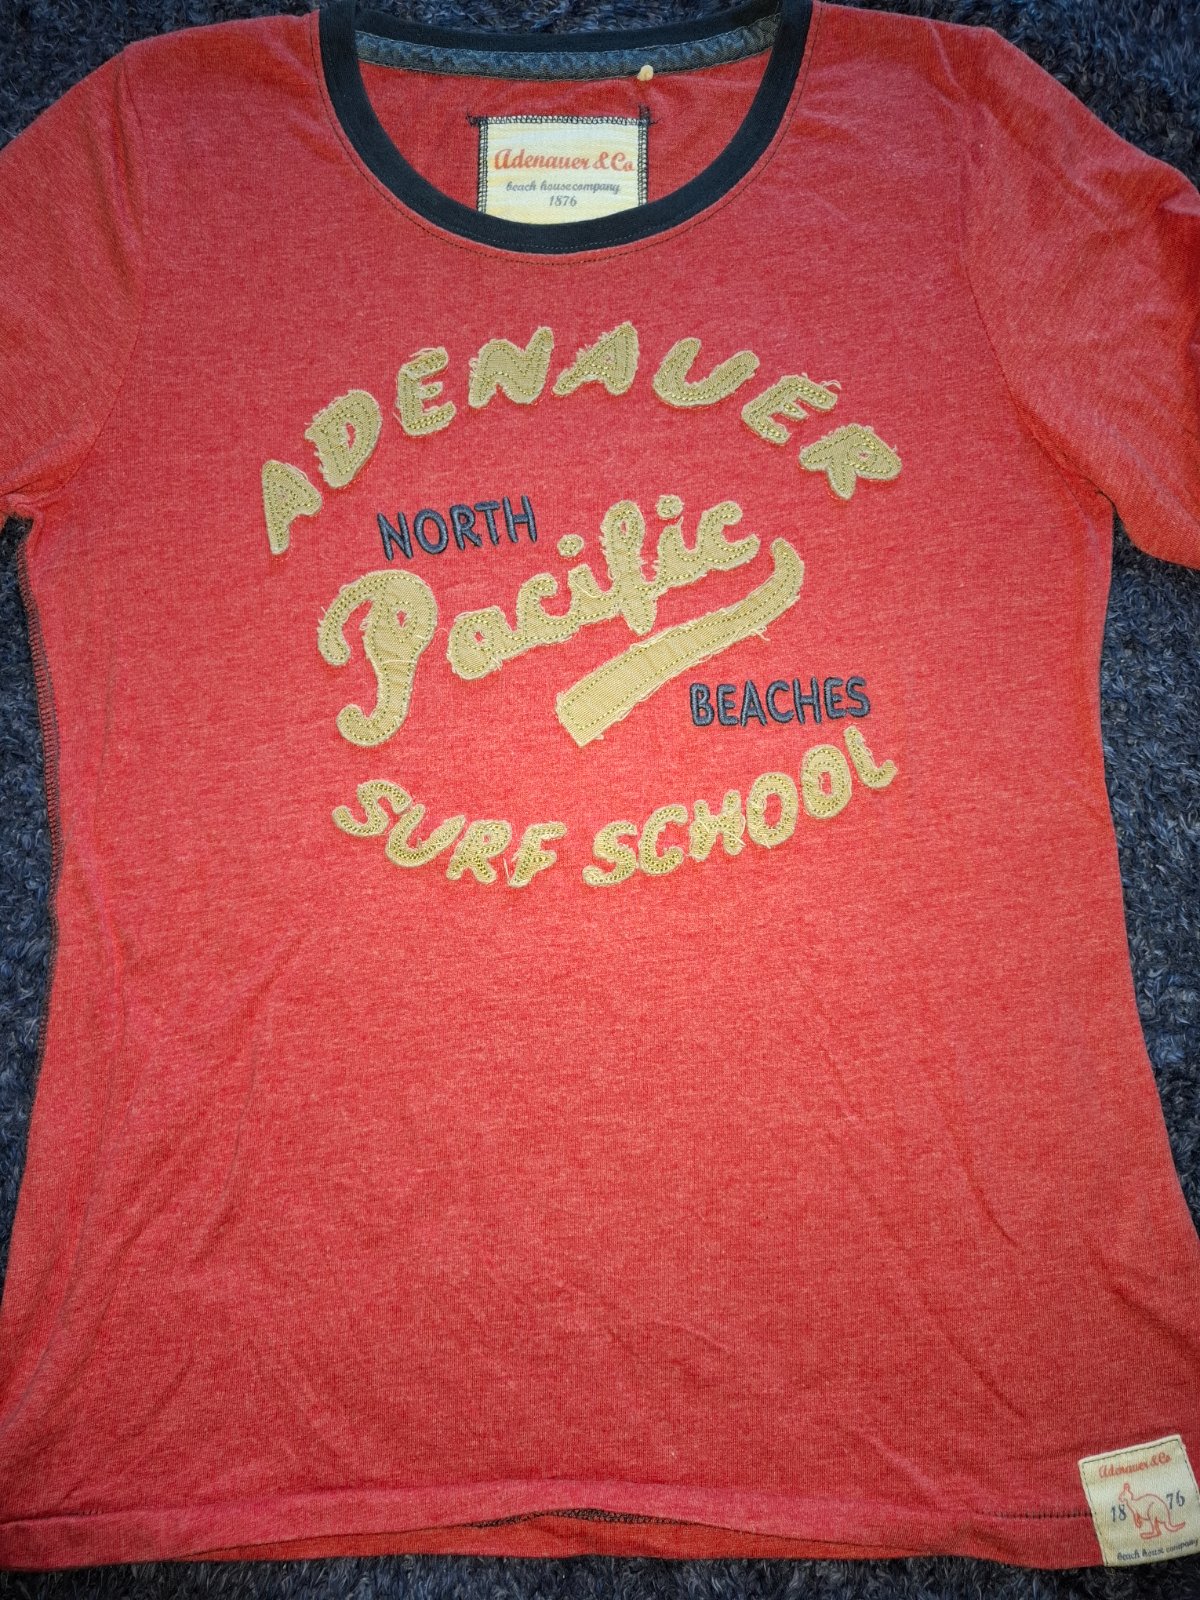 Adenauer & Co.
beach house company
1876
ADENAUER
NORTH
Pacific
BEACHES
SURF SCHOOL
Adenauer & Co.
18 76
beach house company